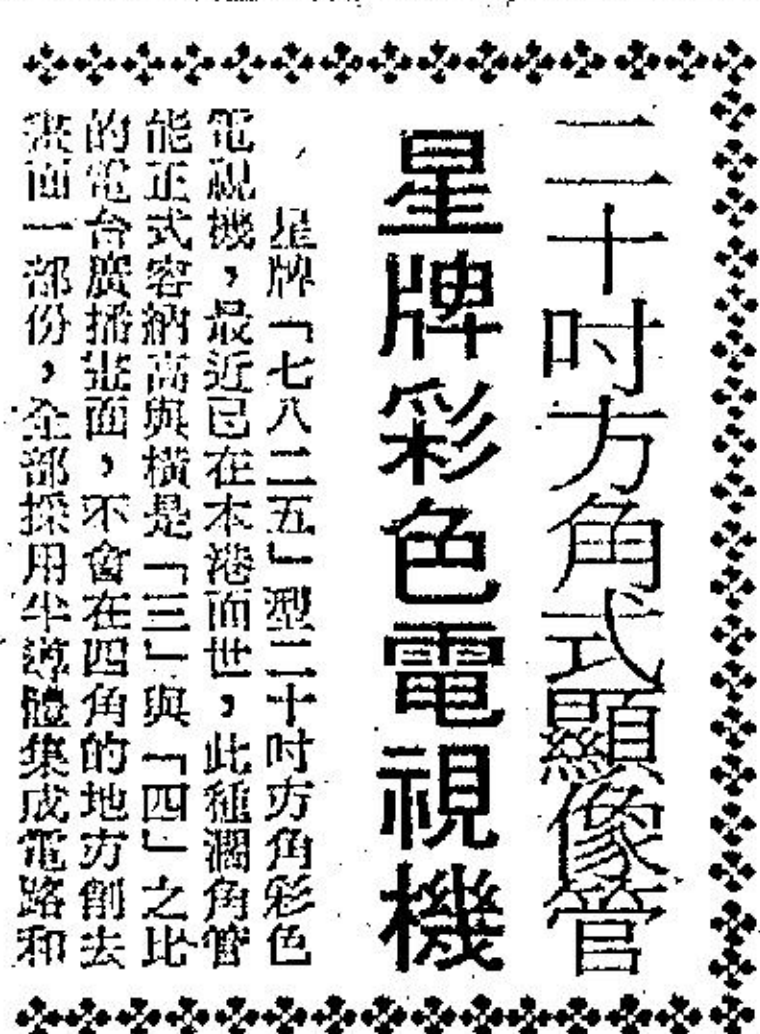 二十吋方角式顯像管
星牌彩色電視機
星牌「七八二五」型二十吋方角彩色
電視機，最近已在本港面世，此種濶角管
能正式容納高與橫是「三」與「四」之比
的電台廣播畫面，不會在四角的地方削去
畫面一部份，全部採用半導體集成電路和